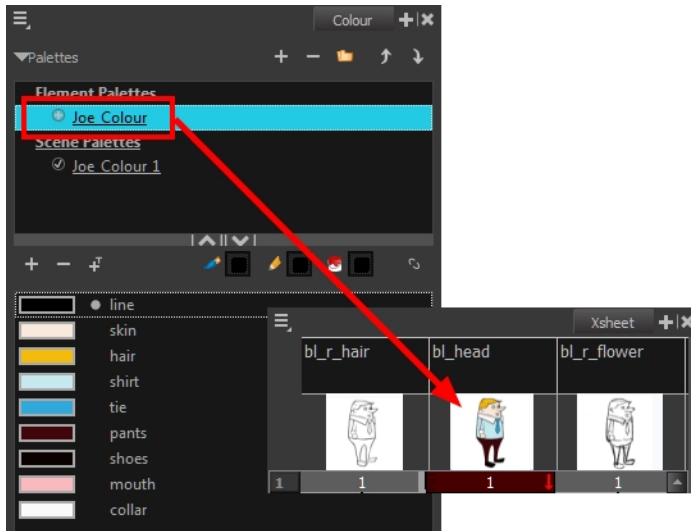 Colour
Palettes
Element Palettes
Joe Colour
Scene Palettes
Joe Colour 1
line
skin
hair
shirt
tie
pants
shoes
mouth
collar
Xsheet
bl_r_hair bl_head bl_r_flower
1 1 1 1